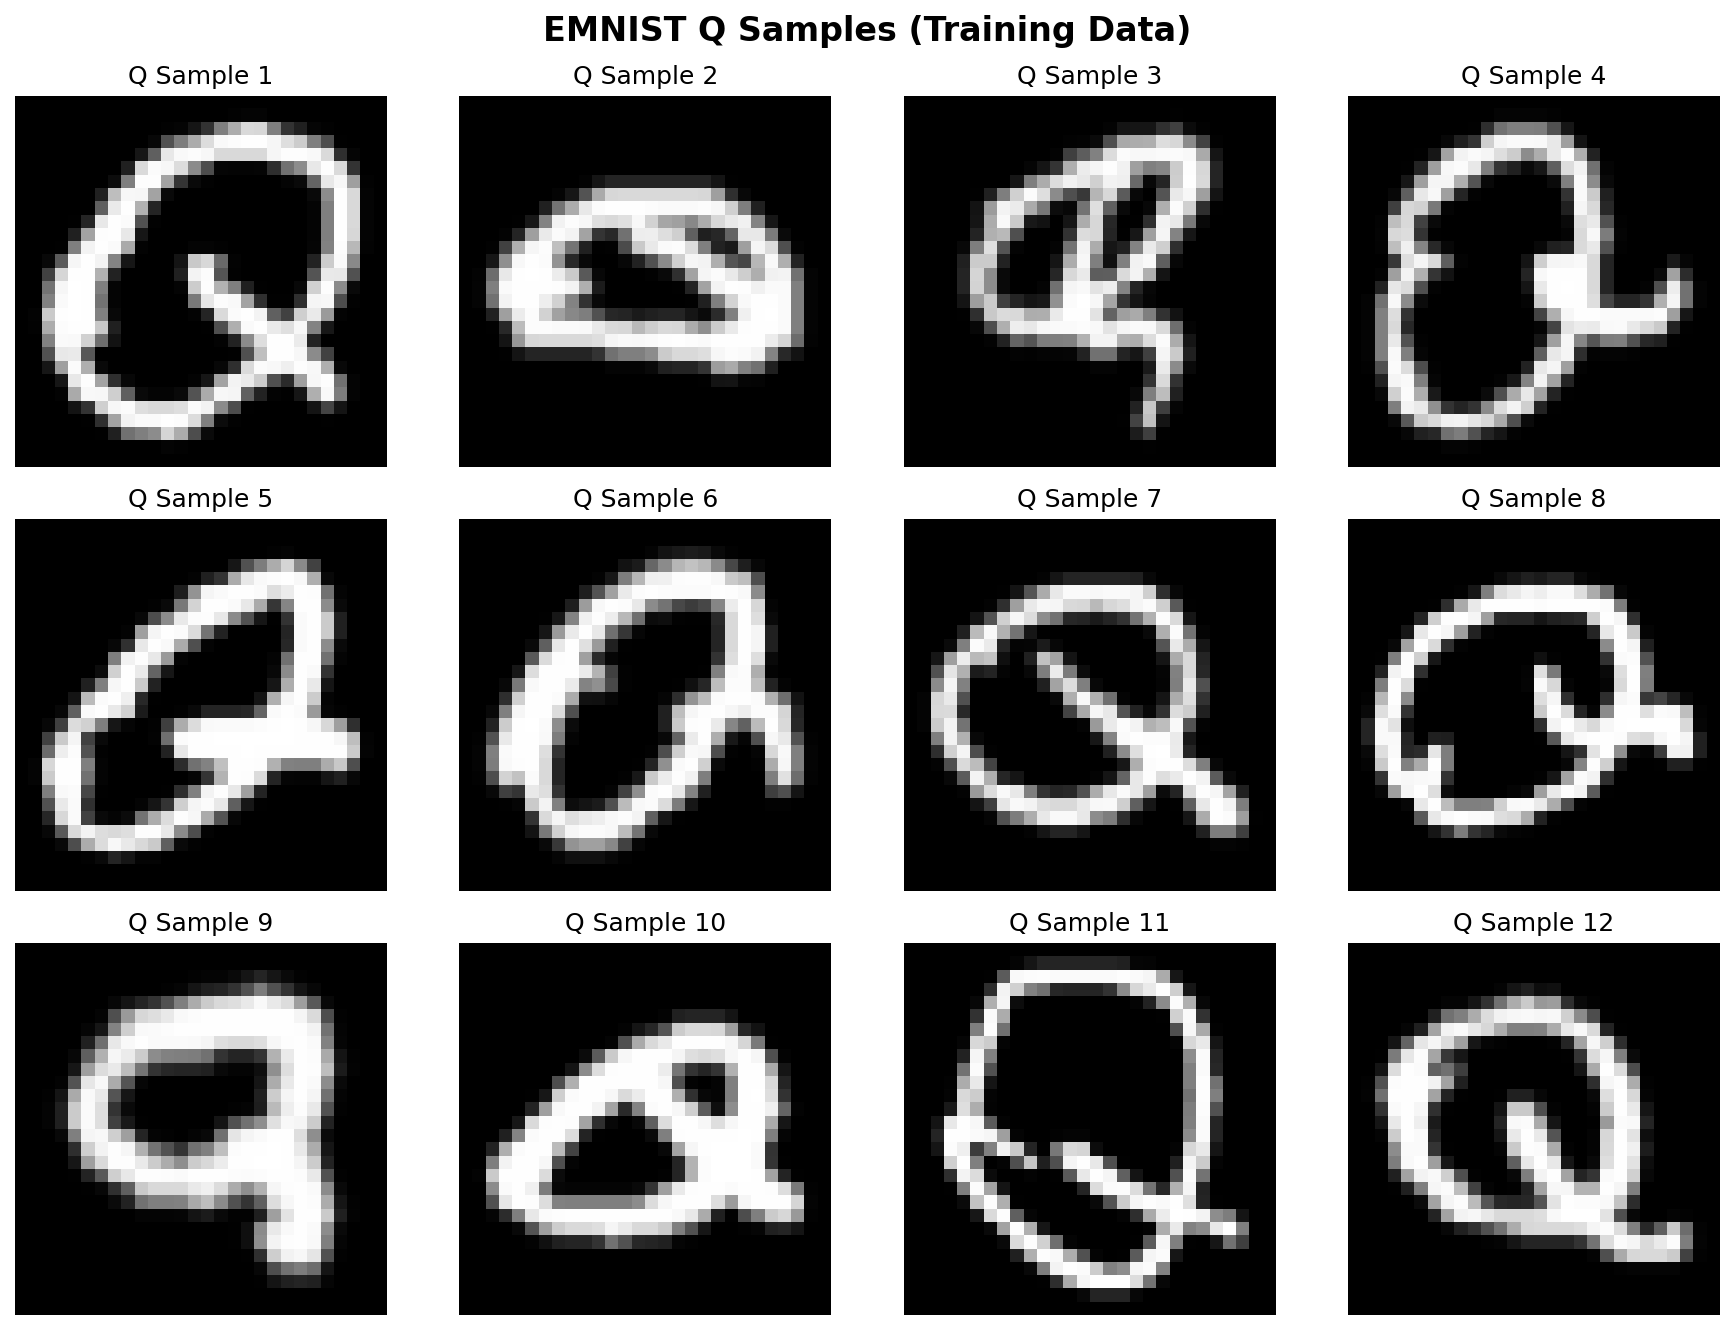 EMNIST Q Samples (Training Data)
Q Sample 1 Q Sample 2 Q Sample 3 Q Sample 4
Q Q Q Q
Q Sample 5 Q Sample 6 Q Sample 7 Q Sample 8
Q Q Q Q
Q Sample 9 Q Sample 10 Q Sample 11 Q Sample 12
q Q Q Q